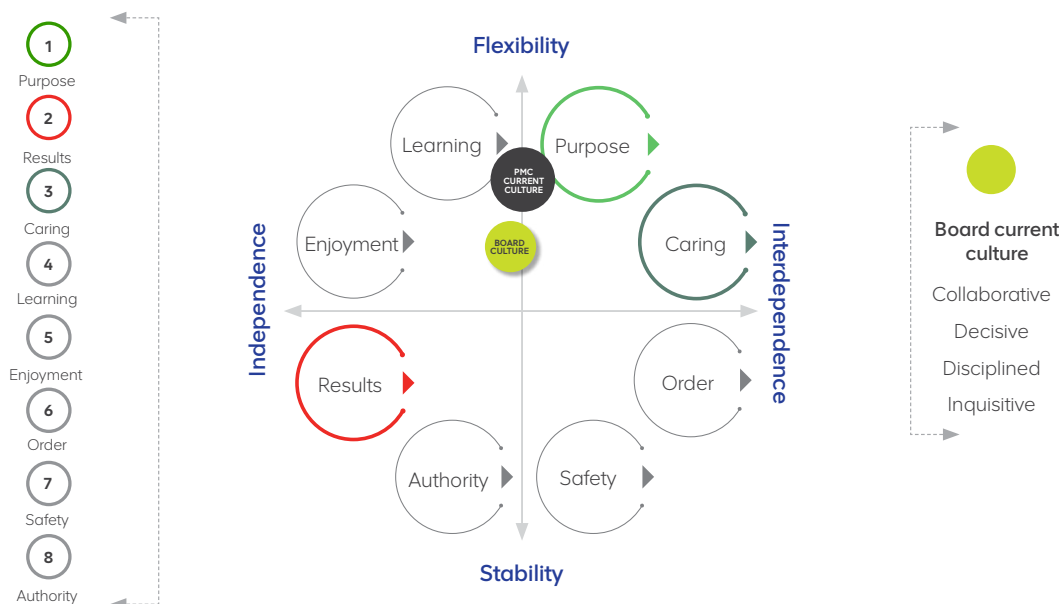 1
Purpose
2
Results
3
Caring
4
Learning
5
Enjoyment
6
Order
7
Safety
8
Authority
Flexibility
Learning
Purpose
PMC
CURRENT
CULTURE
Enjoyment
BOARD
CULTURE
Caring
Independence
Interdependence
Results
Order
Authority
Safety
Stability
Board current
culture
Collaborative
Decisive
Disciplined
Inquisitive